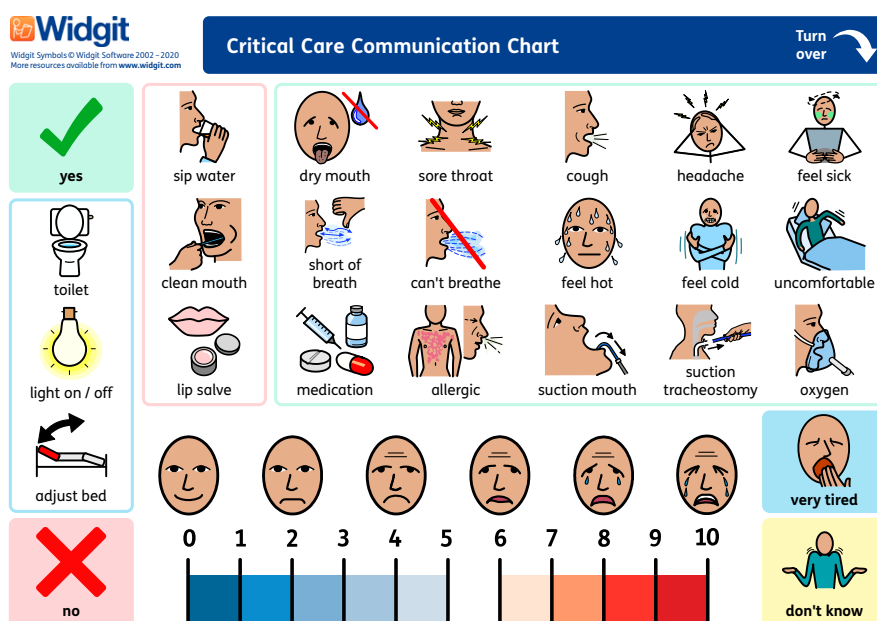 Widgit
Widgit Symbols © Widgit Software 2002 – 2020
More resources available from www.widgit.com
Critical Care Communication Chart
Turn
over
yes
sip water
dry mouth
sore throat
cough
headache
feel sick
toilet
clean mouth
short of
breath
can't breathe
feel hot
feel cold
uncomfortable
light on / off
lip salve
medication
allergic
suction mouth
suction
tracheostomy
oxygen
adjust bed
very tired
0 1 2 3 4 5 6 7 8 9 10
no
don't know